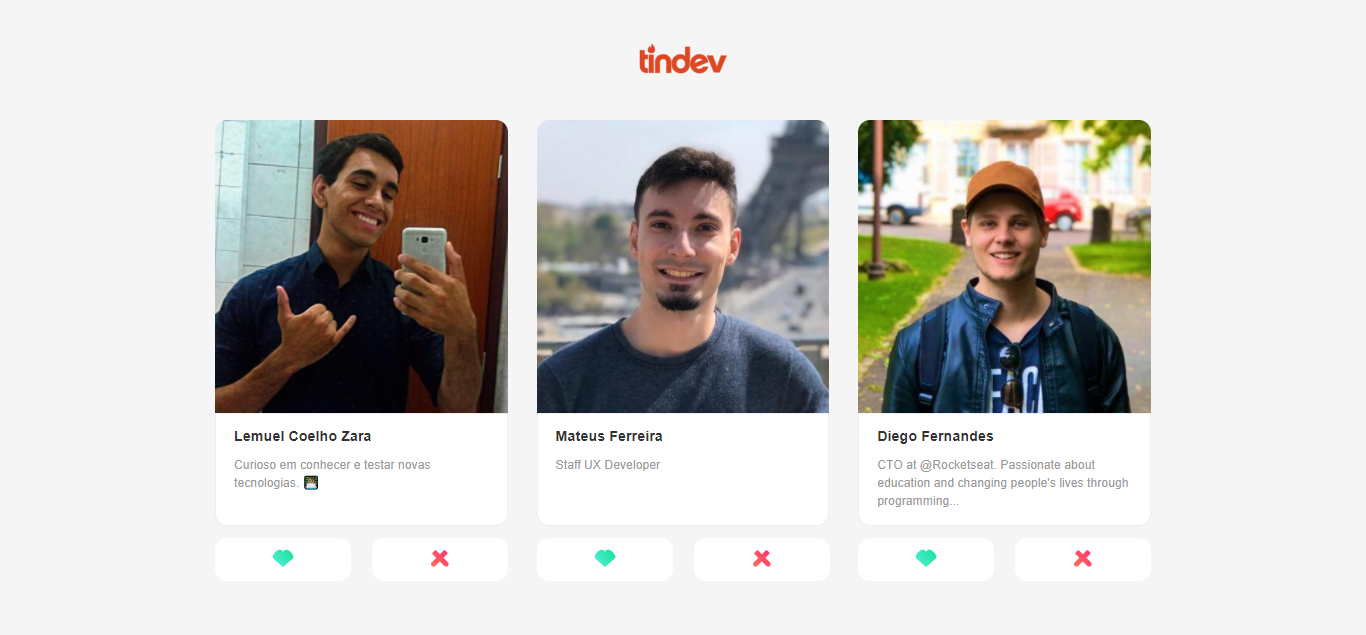 tindev
Lemuel Coelho Zara
Curioso em conhecer e testar novas
tecnologias. 👨‍💻
Mateus Ferreira
Staff UX Developer
Diego Fernandes
CTO at @Rocketseat. Passionate about
education and changing people's lives through
programming...